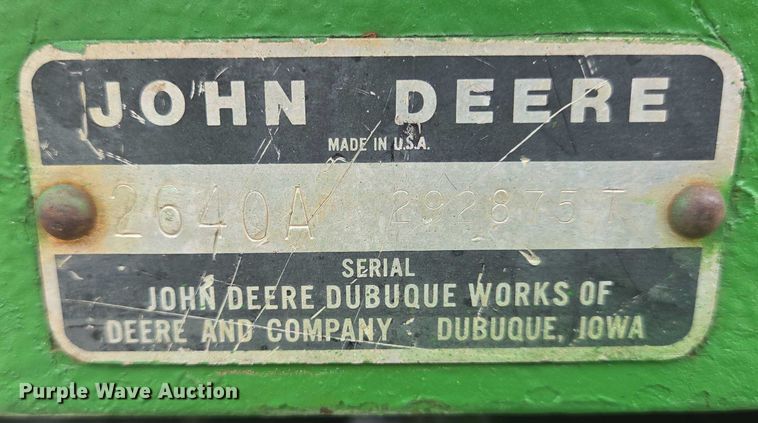 JOHN DEERE
MADE IN U.S.A.
2640A 292875 T
SERIAL
JOHN DEERE DUBUQUE WORKS OF
DEERE AND COMPANY DUBUQUE, IOWA
Purple Wave Auction